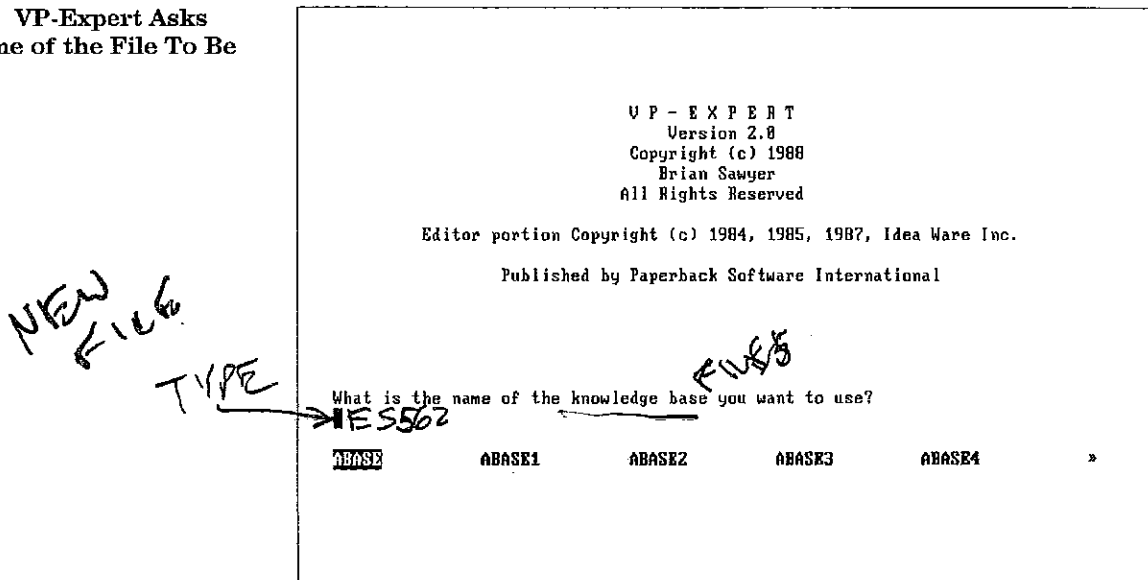 VP-Expert Asks
ne of the File To Be
V P - E X P E R T
Version 2.0
Copyright (c) 1988
Brian Sawyer
All Rights Reserved
Editor portion Copyright (c) 1984, 1985, 1987, Idea Ware Inc.
Published by Paperback Software International
NEW
FILE
FILES
TYPE
What is the name of the knowledge base you want to use?
IES562
ABASE ABASE1 ABASE2 ABASE3 ABASE4 »